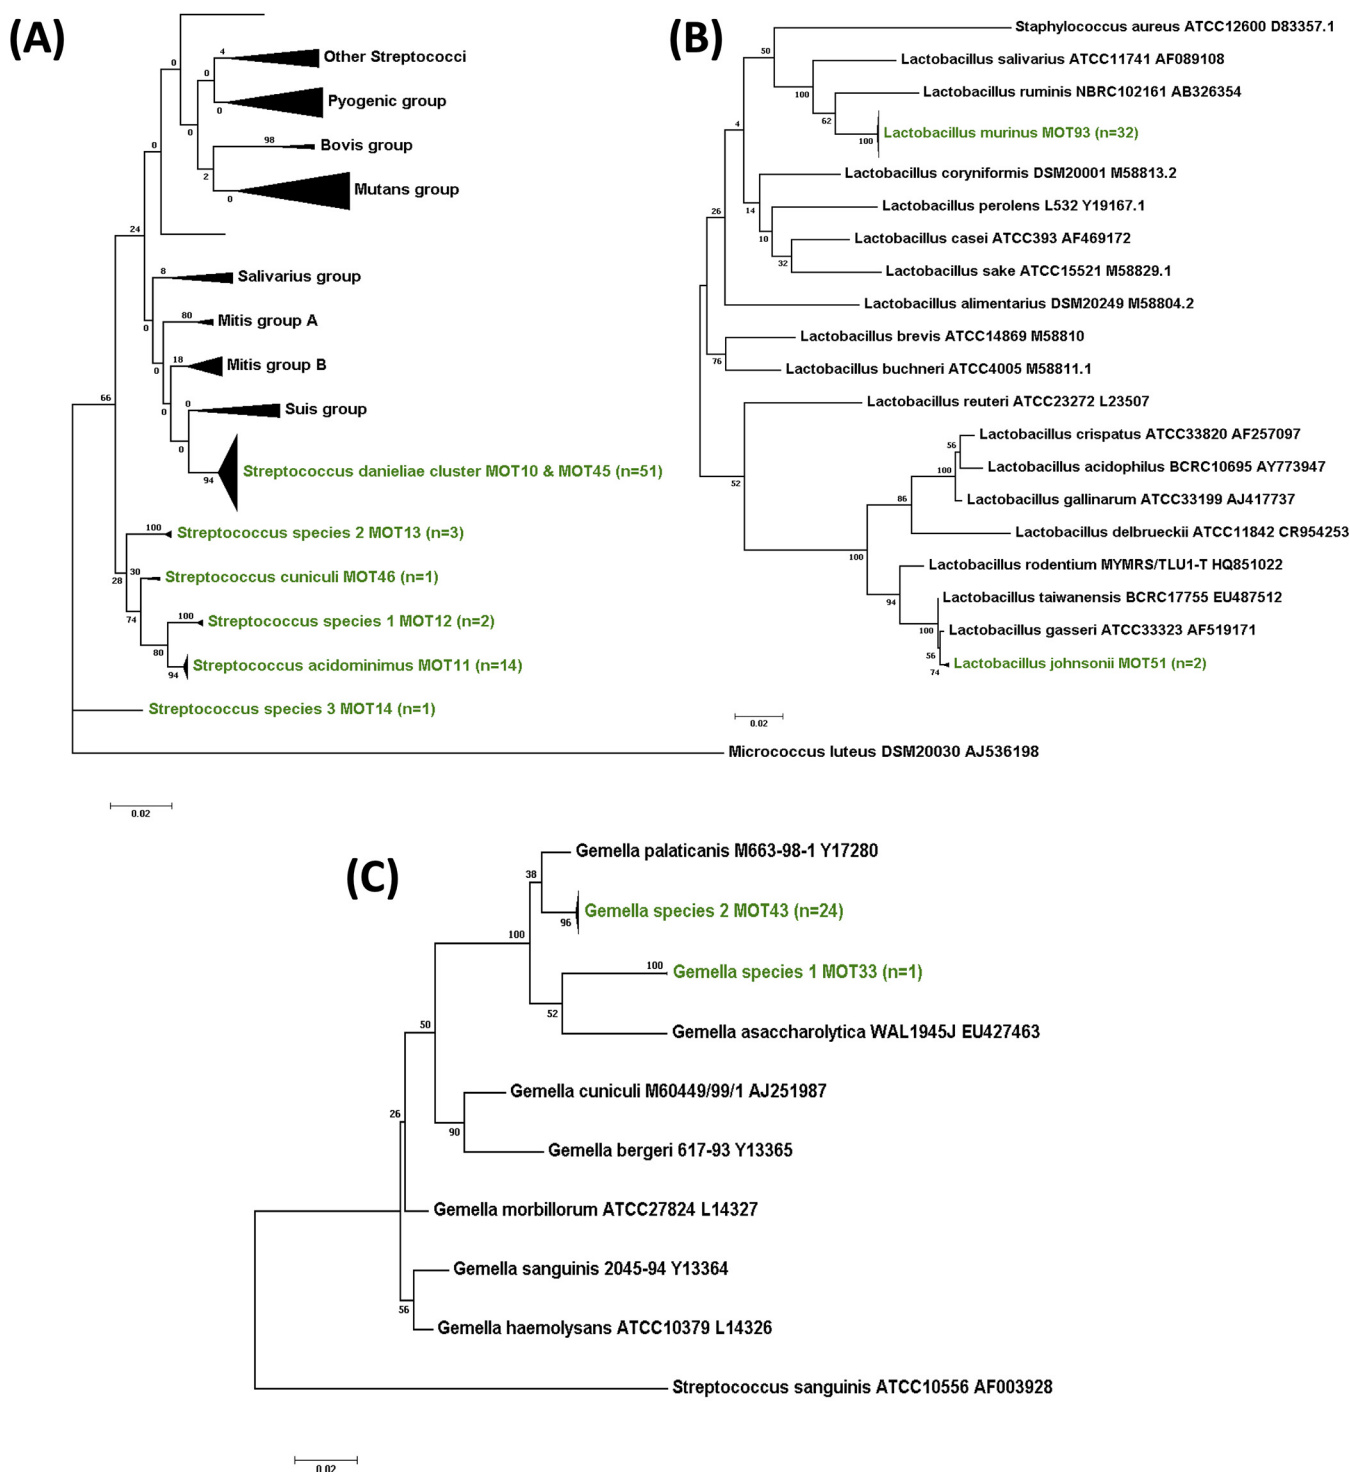 (A)
0
4
Other Streptococci
0
0
Pyogenic group
0
98
Bovis group
0
2
Mutans group
0
24
8
Salivarius group
0
80
Mitis group A
0
18
Mitis group B
0
0
Suis group
0
94
Streptococcus danieliae cluster MOT10 & MOT45 (n=51)
66
100
Streptococcus species 2 MOT13 (n=3)
28
30
Streptococcus cuniculi MOT46 (n=1)
74
100
Streptococcus species 1 MOT12 (n=2)
80
94
Streptococcus acidominimus MOT11 (n=14)
Streptococcus species 3 MOT14 (n=1)
Micrococcus luteus DSM20030 AJ536198
0.02
(B)
Staphylococcus aureus ATCC12600 D83357.1
50
Lactobacillus salivarius ATCC11741 AF089108
100
Lactobacillus ruminis NBRC102161 AB326354
62
4
100
Lactobacillus murinus MOT93 (n=32)
Lactobacillus coryniformis DSM20001 M58813.2
14
Lactobacillus perolens L532 Y19167.1
26
10
Lactobacillus casei ATCC393 AF469172
32
Lactobacillus sake ATCC15521 M58829.1
Lactobacillus alimentarius DSM20249 M58804.2
Lactobacillus brevis ATCC14869 M58810
76
Lactobacillus buchneri ATCC4005 M58811.1
Lactobacillus reuteri ATCC23272 L23507
52
Lactobacillus crispatus ATCC33820 AF257097
56
Lactobacillus acidophilus BCRC10695 AY773947
100
Lactobacillus gallinarum ATCC33199 AJ417737
86
Lactobacillus delbrueckii ATCC11842 CR954253
100
Lactobacillus rodentium MYMRS/TLU1-T HQ851022
94
Lactobacillus taiwanensis BCRC17755 EU487512
100
Lactobacillus gasseri ATCC33323 AF519171
56
74
Lactobacillus johnsonii MOT51 (n=2)
0.02
(C)
Gemella palaticanis M663-98-1 Y17280
38
96
Gemella species 2 MOT43 (n=24)
100
100
Gemella species 1 MOT33 (n=1)
52
Gemella asaccharolytica WAL1945J EU427463
50
Gemella cuniculi M60449/99/1 AJ251987
90
Gemella bergeri 617-93 Y13365
26
Gemella morbillorum ATCC27824 L14327
Gemella sanguinis 2045-94 Y13364
56
Gemella haemolysans ATCC10379 L14326
Streptococcus sanguinis ATCC10556 AF003928
0.02